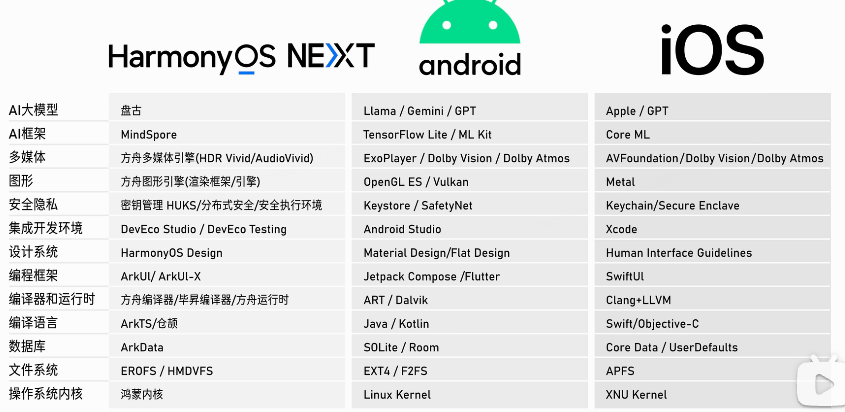 HarmonyOS NEXT android iOS
AI大模型 盘古 Llama / Gemini / GPT Apple / GPT
AI框架 MindSpore TensorFlow Lite / ML Kit Core ML
多媒体 方舟多媒体引擎(HDR Vivid/AudioVivid) ExoPlayer / Dolby Vision / Dolby Atmos AVFoundation/Dolby Vision/Dolby Atmos
图形 方舟图形引擎(渲染框架/引擎) OpenGL ES / Vulkan Metal
安全隐私 密钥管理 HUKS/分布式安全/安全执行环境 Keystore / SafetyNet Keychain/Secure Enclave
集成开发环境 DevEco Studio / DevEco Testing Android Studio Xcode
设计系统 HarmonyOS Design Material Design/Flat Design Human Interface Guidelines
编程框架 ArkUI/ ArkUI-X Jetpack Compose /Flutter SwiftUI
编译器和运行时 方舟编译器/毕昇编译器/方舟运行时 ART / Dalvik Clang+LLVM
编译语言 ArkTS/仓颉 Java / Kotlin Swift/Objective-C
数据库 ArkData SOLite / Room Core Data / UserDefaults
文件系统 EROFS / HMDVFS EXT4 / F2FS APFS
操作系统内核 鸿蒙内核 Linux Kernel XNU Kernel